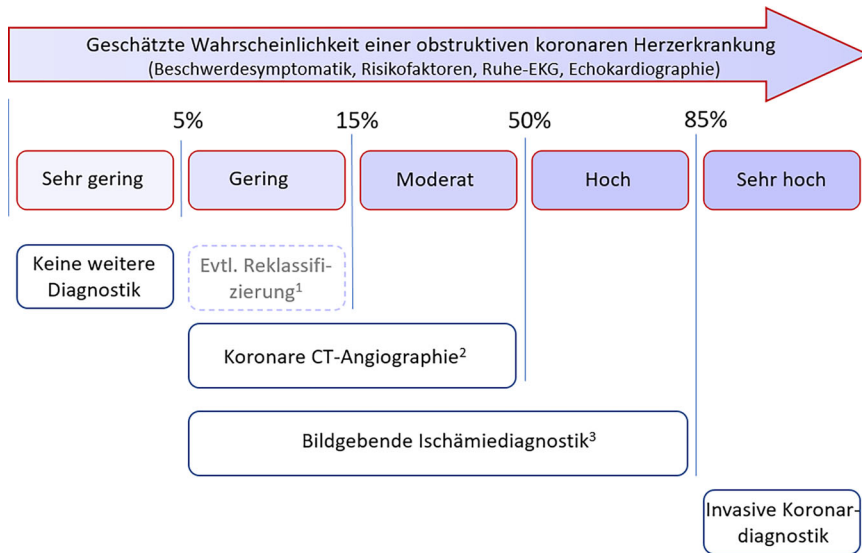 Geschätzte Wahrscheinlichkeit einer obstruktiven koronaren Herzerkrankung
(Beschwerdesymptomatik, Risikofaktoren, Ruhe-EKG, Echokardiographie)
5%
15%
50%
85%
Sehr gering
Gering
Moderat
Hoch
Sehr hoch
Keine weitere
Diagnostik
Evtl. Reklassifi-
zierung¹
Koronare CT-Angiographie²
Bildgebende Ischämiediagnostik³
Invasive Koronar-
diagnostik